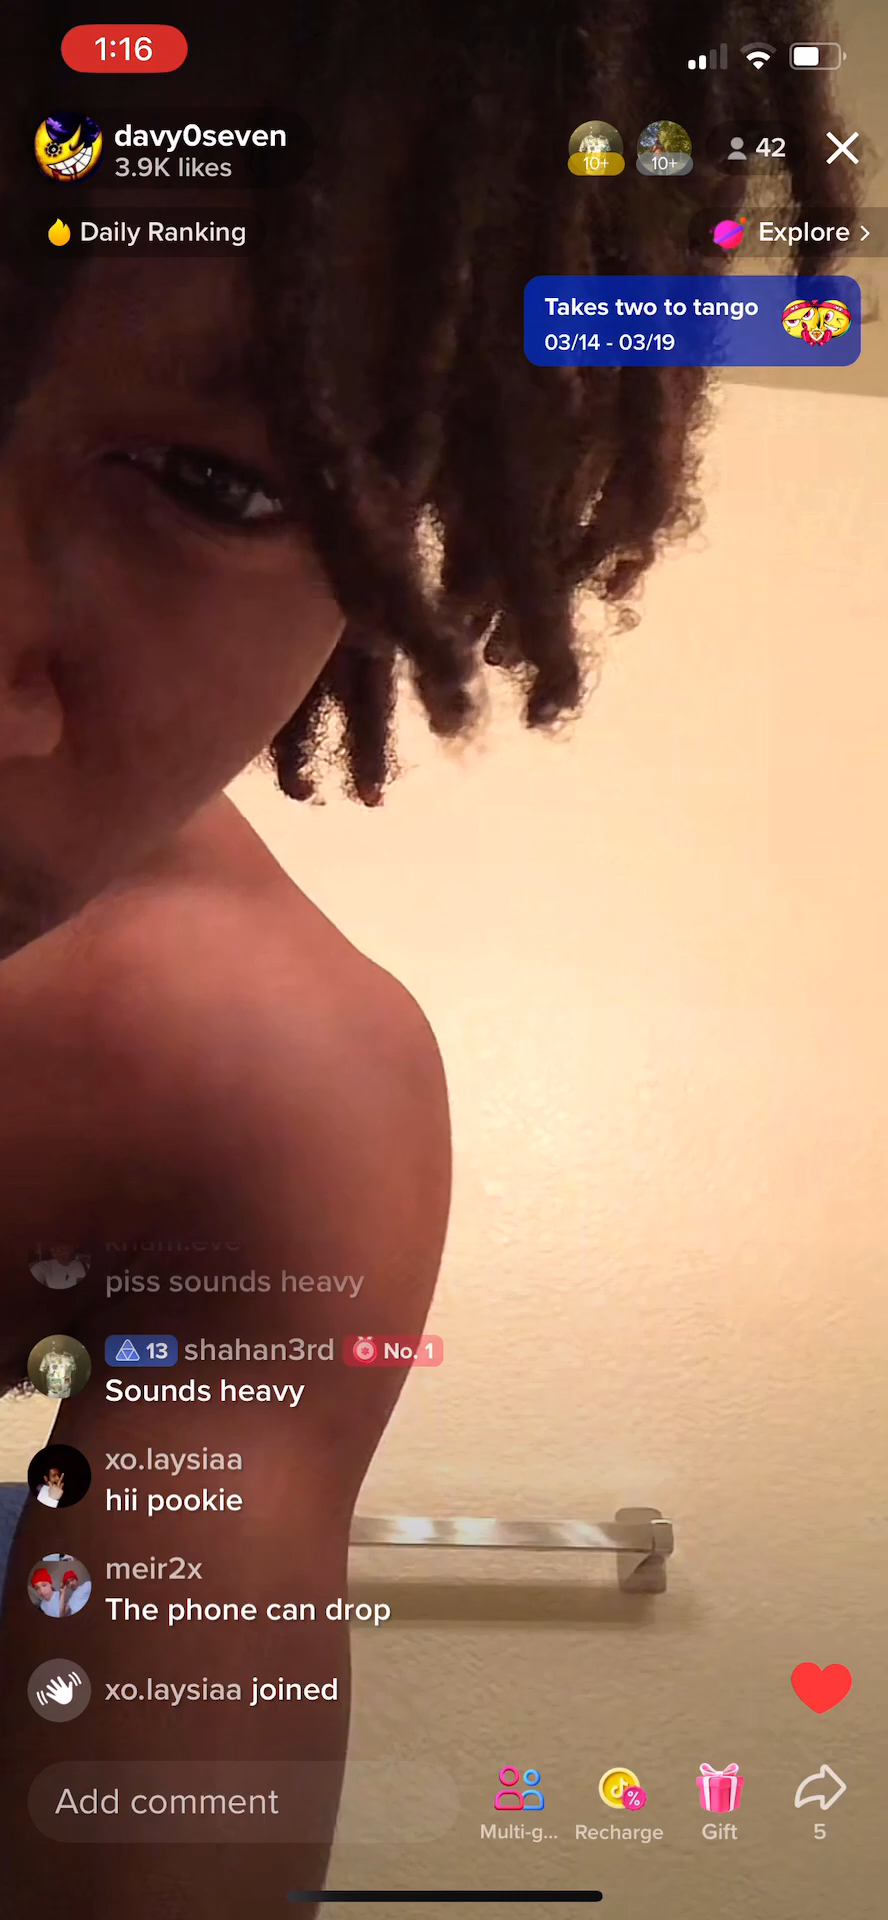 1:16
davy0seven
3.9K likes
10+
10+
42
Daily Ranking
Explore
Takes two to tango
03/14 - 03/19
piss sounds heavy
13 shahan3rd No. 1
Sounds heavy
xo.laysiaa
hii pookie
meir2x
The phone can drop
xo.laysiaa joined
Add comment
Multi-g...
Recharge
Gift
5